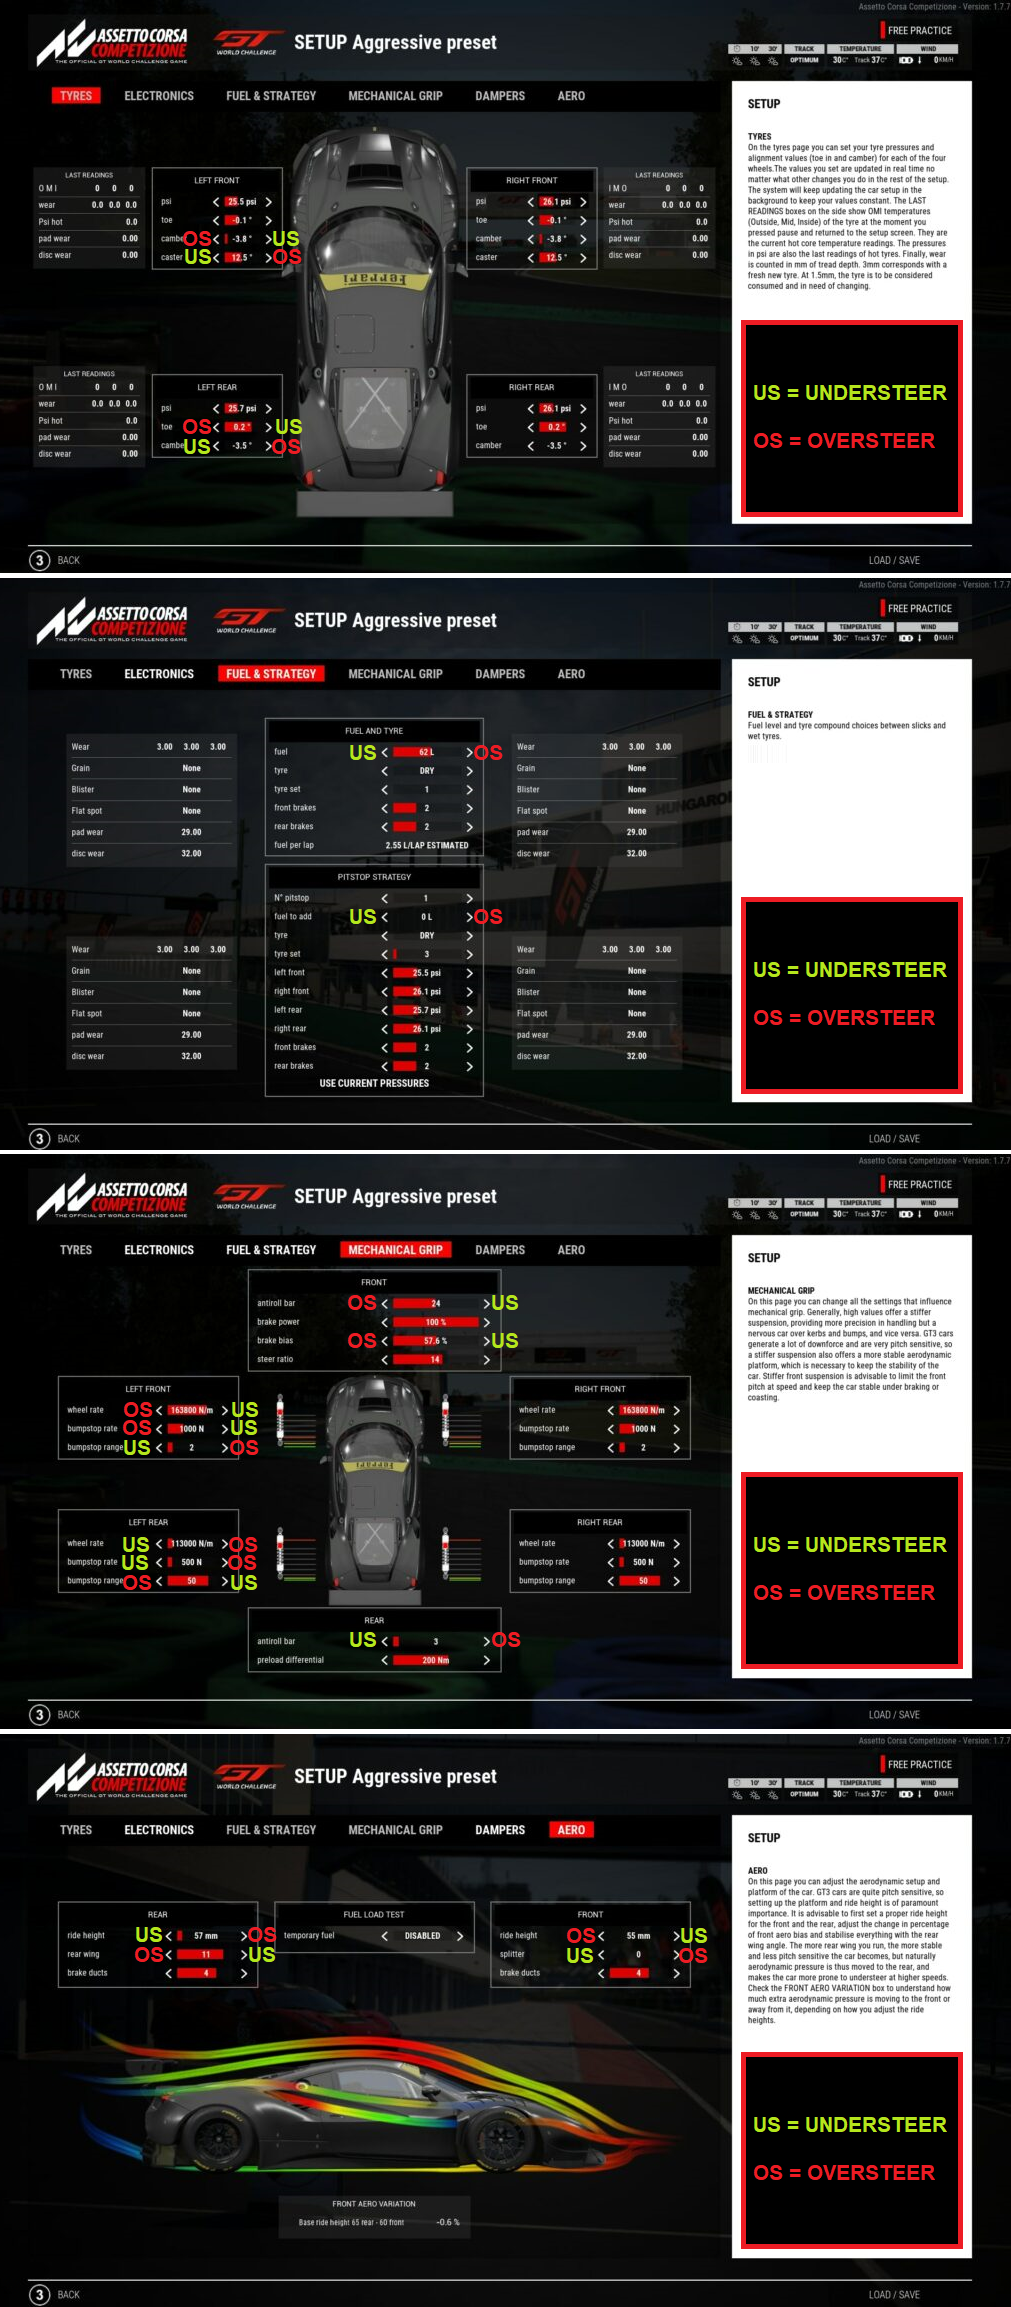 Assetto Corsa Competizione - Version: 1.7.7
ASSETTO CORSA COMPETIZIONE
THE OFFICIAL GT WORLD CHALLENGE GAME
GT WORLD CHALLENGE
SETUP Aggressive preset
FREE PRACTICE
10' 30' TRACK TEMPERATURE WIND
OPTIMUM 30C° Track 37C° 0KM/H
TYRES ELECTRONICS FUEL & STRATEGY MECHANICAL GRIP DAMPERS AERO
SETUP
TYRES
On the tyres page you can set your tyre pressures and
alignment values (toe in and camber) for each of the four
wheels.The values you set are updated in real time no
matter what other changes you do in the rest of the setup.
The system will keep updating the car setup in the
background to keep your values constant. The LAST
READINGS boxes on the side show OMI temperatures
(Outside, Mid, Inside) of the tyre at the moment you
pressed pause and returned to the setup screen. They are
the current hot core temperature readings. The pressures
in psi are also the last readings of hot tyres. Finally, wear
is counted in mm of tread depth. 3mm corresponds with a
fresh new tyre. At 1.5mm, the tyre is to be considered
consumed and in need of changing.
LAST READINGS
O M I 0 0 0
wear 0.0 0.0 0.0
Psi hot 0.0
pad wear 0.00
disc wear 0.00
LEFT FRONT
psi < 25.5 psi >
toe < -0.1 ° >
camber OS < -3.8 ° > US
caster US < 12.5 ° > OS
Ferrari
RIGHT FRONT
psi < 26.1 psi >
toe < -0.1 ° >
camber < -3.8 ° >
caster < 12.5 ° >
LAST READINGS
I M O 0 0 0
wear 0.0 0.0 0.0
Psi hot 0.0
pad wear 0.00
disc wear 0.00
LAST READINGS
O M I 0 0 0
wear 0.0 0.0 0.0
Psi hot 0.0
pad wear 0.00
disc wear 0.00
LEFT REAR
psi < 25.7 psi >
toe OS < 0.2 ° > US
camber US < -3.5 ° > OS
RIGHT REAR
psi < 26.1 psi >
toe < 0.2 ° >
camber < -3.5 ° >
LAST READINGS
I M O 0 0 0
wear 0.0 0.0 0.0
Psi hot 0.0
pad wear 0.00
disc wear 0.00
US = UNDERSTEER
OS = OVERSTEER
3 BACK LOAD / SAVE
Assetto Corsa Competizione - Version: 1.7.7
ASSETTO CORSA COMPETIZIONE
THE OFFICIAL GT WORLD CHALLENGE GAME
GT WORLD CHALLENGE
SETUP Aggressive preset
FREE PRACTICE
10' 30' TRACK TEMPERATURE WIND
OPTIMUM 30C° Track 37C° 0KM/H
TYRES ELECTRONICS FUEL & STRATEGY MECHANICAL GRIP DAMPERS AERO
SETUP
FUEL & STRATEGY
Fuel level and tyre compound choices between slicks and
wet tyres.
Wear 3.00 3.00 3.00
Grain None
Blister None
Flat spot None
pad wear 29.00
disc wear 32.00
FUEL AND TYRE
fuel US < 62 L > OS
tyre < DRY >
tyre set < 1 >
front brakes < 2 >
rear brakes < 2 >
fuel per lap 2.55 L/LAP ESTIMATED
Wear 3.00 3.00 3.00
Grain None
Blister None
Flat spot None
pad wear 29.00
disc wear 32.00
HUNGARO
PITSTOP STRATEGY
N° pitstop < 1 >
fuel to add US < 0 L > OS
tyre < DRY >
tyre set < 3 >
left front < 25.5 psi >
right front < 26.1 psi >
left rear < 25.7 psi >
right rear < 26.1 psi >
front brakes < 2 >
rear brakes < 2 >
USE CURRENT PRESSURES
Wear 3.00 3.00 3.00
Grain None
Blister None
Flat spot None
pad wear 29.00
disc wear 32.00
Wear 3.00 3.00 3.00
Grain None
Blister None
Flat spot None
pad wear 29.00
disc wear 32.00
US = UNDERSTEER
OS = OVERSTEER
3 BACK LOAD / SAVE
Assetto Corsa Competizione - Version: 1.7.7
ASSETTO CORSA COMPETIZIONE
THE OFFICIAL GT WORLD CHALLENGE GAME
GT WORLD CHALLENGE
SETUP Aggressive preset
FREE PRACTICE
10' 30' TRACK TEMPERATURE WIND
OPTIMUM 30C° Track 37C° 0KM/H
TYRES ELECTRONICS FUEL & STRATEGY MECHANICAL GRIP DAMPERS AERO
SETUP
MECHANICAL GRIP
On this page you can change all the settings that influence
mechanical grip. Generally, high values offer a stiffer
suspension, providing more precision in handling but a
nervous car over kerbs and bumps, and vice versa. GT3 cars
generate a lot of downforce and are very pitch sensitive, so
a stiffer suspension also offers a more stable aerodynamic
platform, which is necessary to keep the stability of the
car. Stiffer front suspension is advisable to limit the front
pitch at speed and keep the car stable under braking or
coasting.
FRONT
antiroll bar OS < 24 > US
brake power < 100 % >
brake bias OS < 57.6 % > US
steer ratio < 14 >
LEFT FRONT
wheel rate OS < 163800 N/m > US
bumpstop rate OS < 1000 N > US
bumpstop range US < 2 > OS
Ferrari
RIGHT FRONT
wheel rate < 163800 N/m >
bumpstop rate < 1000 N >
bumpstop range < 2 >
LEFT REAR
wheel rate US < 113000 N/m > OS
bumpstop rate US < 500 N > OS
bumpstop range OS < 50 > US
RIGHT REAR
wheel rate < 113000 N/m >
bumpstop rate < 500 N >
bumpstop range < 50 >
REAR
antiroll bar US < 3 > OS
preload differential < 200 Nm >
US = UNDERSTEER
OS = OVERSTEER
3 BACK LOAD / SAVE
Assetto Corsa Competizione - Version: 1.7.7
ASSETTO CORSA COMPETIZIONE
THE OFFICIAL GT WORLD CHALLENGE GAME
GT WORLD CHALLENGE
SETUP Aggressive preset
FREE PRACTICE
10' 30' TRACK TEMPERATURE WIND
OPTIMUM 30C° Track 37C° 0KM/H
TYRES ELECTRONICS FUEL & STRATEGY MECHANICAL GRIP DAMPERS AERO
SETUP
AERO
On this page you can adjust the aerodynamic setup and
platform of the car. GT3 cars are quite pitch sensitive, so
setting up the platform and ride height is of paramount
importance. It is advisable to first set a proper ride height
for the front and the rear, adjust the change in percentage
of front aero bias and stabilise everything with the rear
wing angle. The more rear wing you run, the more stable
and less pitch sensitive the car becomes, but naturally
aerodynamic pressure is thus moved to the rear, and
makes the car more prone to understeer at higher speeds.
Check the FRONT AERO VARIATION box to understand how
much extra aerodynamic pressure is moving to the front or
away from it, depending on how you adjust the ride
heights.
REAR
ride height US < 57 mm > OS
rear wing OS < 11 > US
brake ducts < 4 >
FUEL LOAD TEST
temporary fuel < DISABLED >
FRONT
ride height OS < 55 mm > US
splitter US < 0 > OS
brake ducts < 4 >
FRONT AERO VARIATION
Base ride height 65 rear - 60 front -0.6 %
US = UNDERSTEER
OS = OVERSTEER
3 BACK LOAD / SAVE